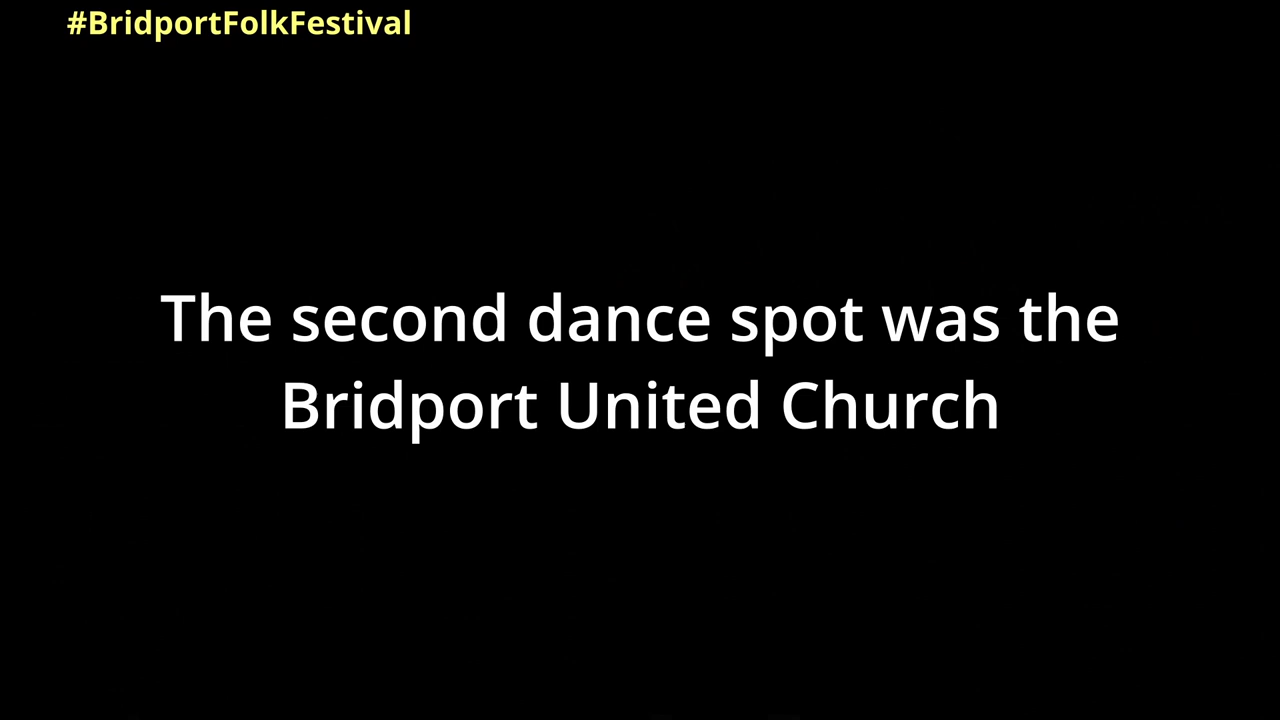 #BridportFolkFestival
The second dance spot was the
Bridport United Church